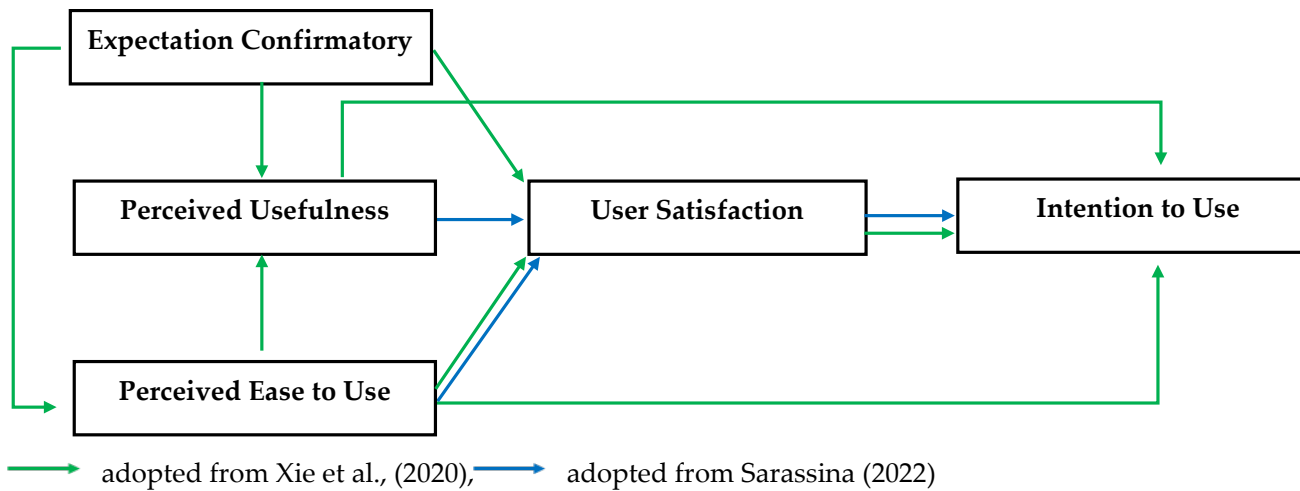 Expectation Confirmatory
Perceived Usefulness
User Satisfaction
Intention to Use
Perceived Ease to Use
adopted from Xie et al., (2020),
adopted from Sarassina (2022)